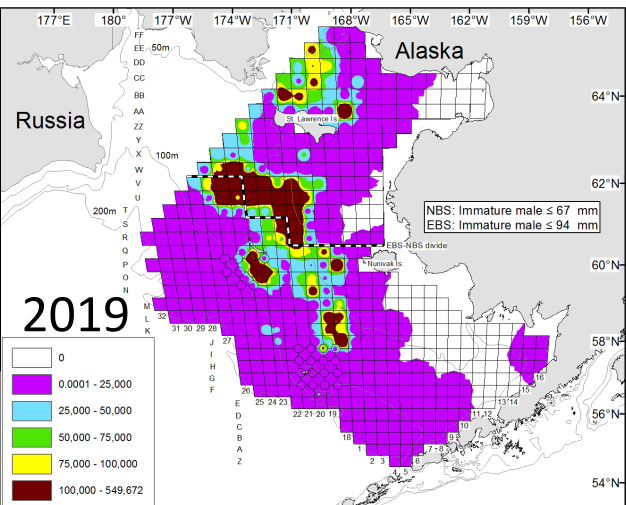 177°E 180° 177°W 174°W 171°W 168°W 165°W 162°W 159°W 156°W
FF
EE 50m
DD
CC
BB
AA
ZZ
Y
X 100m
W
V
U
200m T
S
R
Q
P
O
N
M
L
K
Alaska
Russia
64°N
62°N
60°N
58°N
56°N
54°N
St. Lawrence Is.
NBS: Immature male ≤ 67 mm
EBS: Immature male ≤ 94 mm
EBS-NBS divide
Nunivak Is.
32 31 30 29 28 27
J
I
H
G
F
26 25 24 23 22 21 20 19
E
D
C
B
A
Z
18 1 2 3 4 5 6 7 8 9 10 11 12 13 14 15 16
2019
0
0.0001 - 25,000
25,000 - 50,000
50,000 - 75,000
75,000 - 100,000
100,000 - 549,672